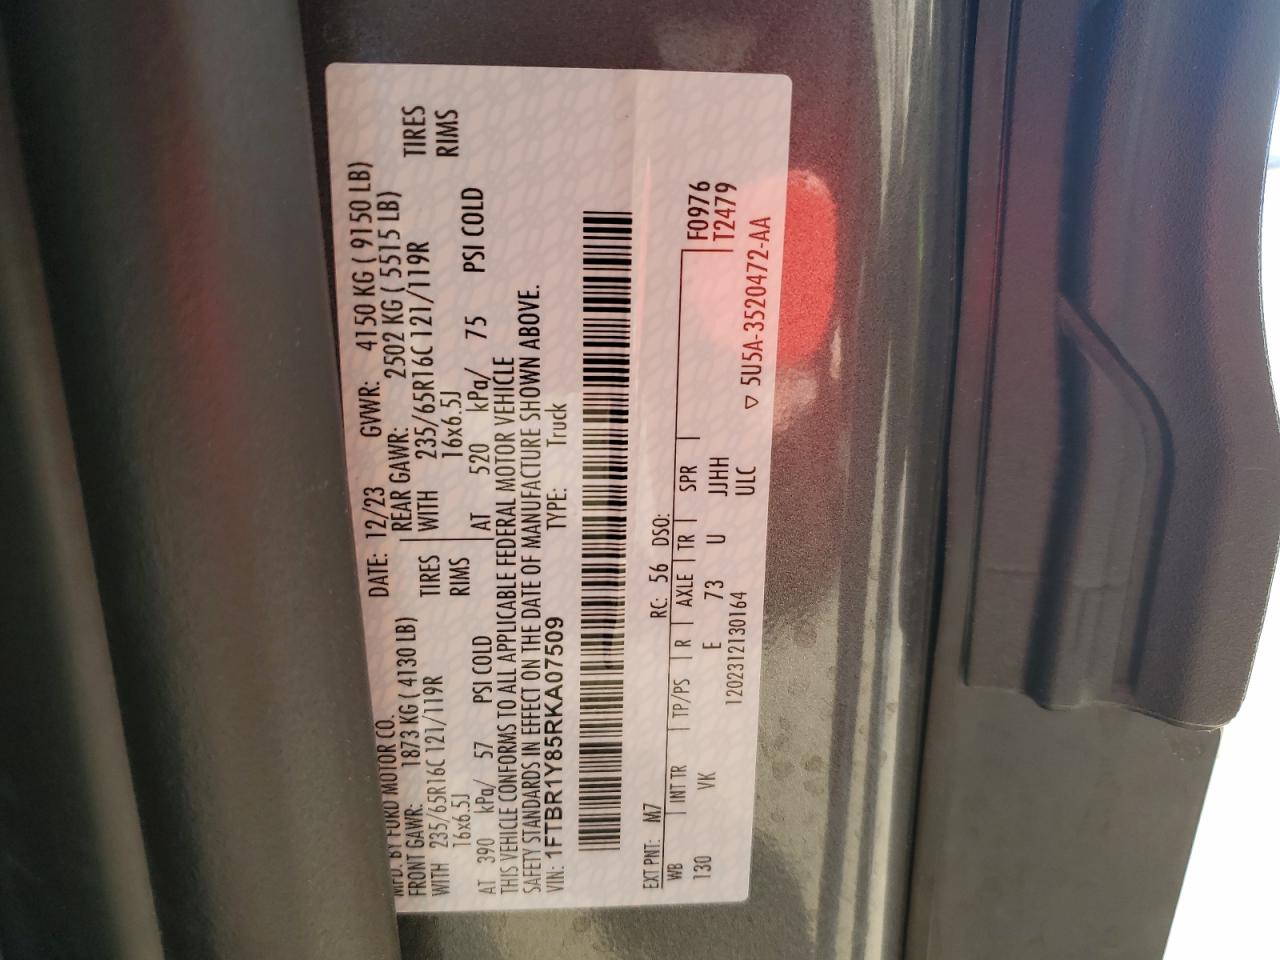 MFD. BY FORD MOTOR CO.
DATE: 12/23 GVWR: 4150 KG ( 9150 LB)
FRONT GAWR: 1873 KG ( 4130 LB)
REAR GAWR: 2502 KG ( 5515 LB)
WITH 235/65R16C 121/119R TIRES
WITH 235/65R16C 121/119R TIRES
16x6.5J RIMS
16x6.5J RIMS
AT 390 kPa/ 57 PSI COLD
AT 520 kPa/ 75 PSI COLD
THIS VEHICLE CONFORMS TO ALL APPLICABLE FEDERAL MOTOR VEHICLE
SAFETY STANDARDS IN EFFECT ON THE DATE OF MANUFACTURE SHOWN ABOVE.
VIN: 1FTBR1Y85RKA07509 TYPE: Truck
EXT PNT: M7 RC: 56 DSO:
WB INT TR TP/PS R AXLE TR SPR F0976
130 VK E 73 U JJHH T2479
1202312130164 ULC
▽ 5U5A-3520472-AA